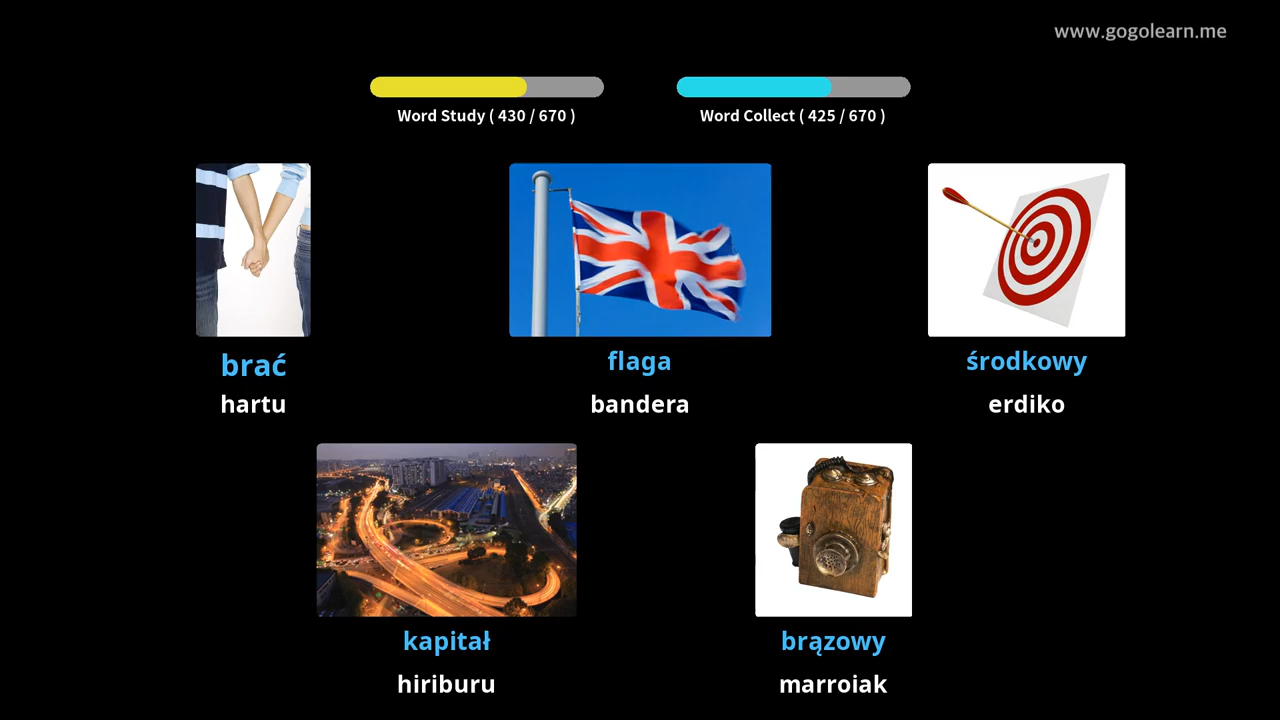 www.gogolearn.me
Word Study ( 430 / 670 )
Word Collect ( 425 / 670 )
brać
flaga
środkowy
hartu
bandera
erdiko
kapitał
brązowy
hiriburu
marroiak